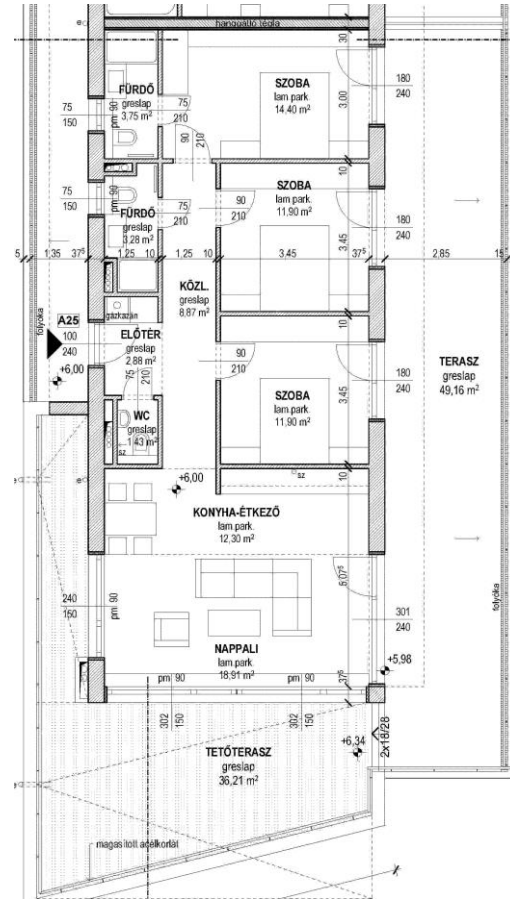 hanggátló tégla
30
FÜRDŐ
greslap
3,75 m²
75
150
pm 90
75
210
90
210
SZOBA
lam.park.
14,40 m²
3,00
180
240
10
75
150
FÜRDŐ
greslap
3,28 m²
75
210
90
210
SZOBA
lam.park.
11,90 m²
180
240
5
1,35
37⁵
1,25
10
1,25
10
3,45
37⁵
2,85
15
3,45
KÖZL.
greslap
8,87 m²
gázkazán
folyóka
A25
100
240
+6,00
ELŐTÉR
greslap
2,88 m²
75
210
90
210
10
3,45
180
240
TERASZ
greslap
49,16 m²
SZOBA
lam.park.
11,90 m²
WC
greslap
1,43 m²
sz
sz
10
+6,00
KONYHA-ÉTKEZŐ
lam.park.
12,30 m²
240
150
pm 90
5,07⁵
301
240
folyóka
NAPPALI
lam.park.
18,91 m²
+5,98
pm 90
pm 90
37⁵
302
150
302
150
+6,34
2x18/28
TETŐTERASZ
greslap
36,21 m²
magasított acélkorlát